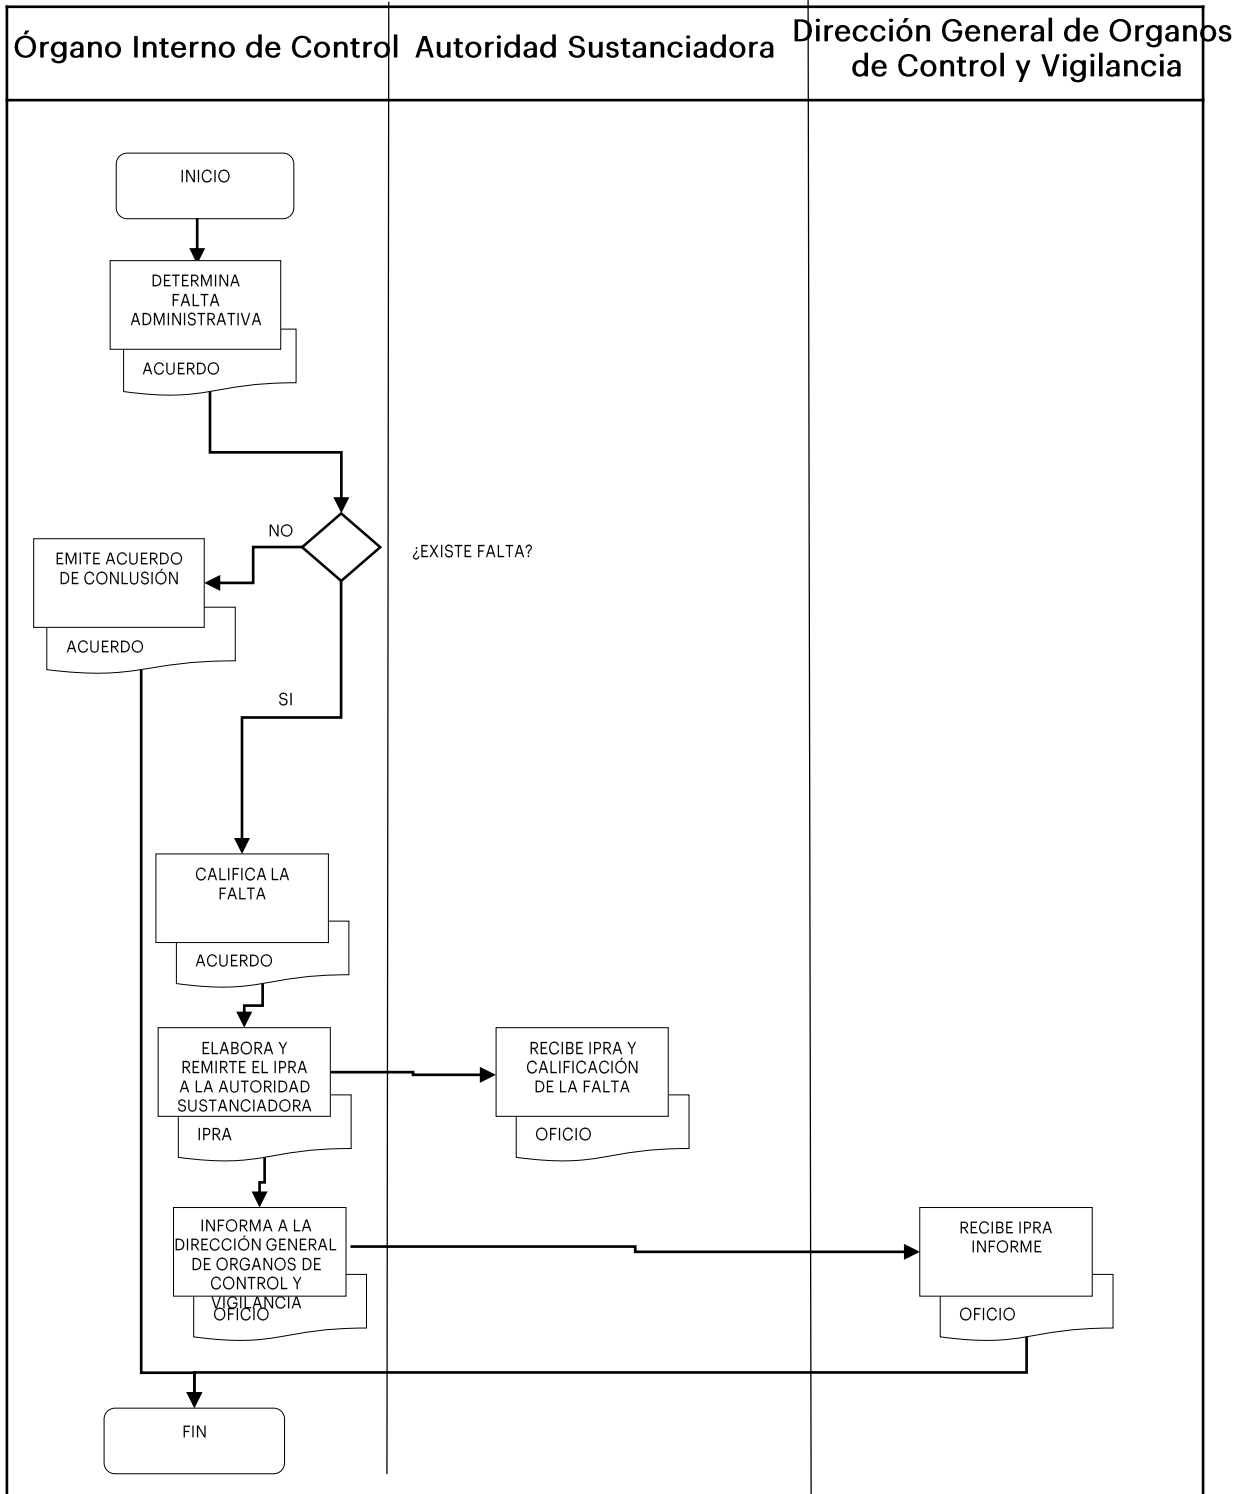 Órgano Interno de Control
Autoridad Sustanciadora
Dirección General de Organos
de Control y Vigilancia
INICIO
DETERMINA
FALTA
ADMINISTRATIVA
ACUERDO
NO
¿EXISTE FALTA?
EMITE ACUERDO
DE CONLUSIÓN
ACUERDO
SI
CALIFICA LA
FALTA
ACUERDO
ELABORA Y
REMIRTE EL IPRA
A LA AUTORIDAD
SUSTANCIADORA
IPRA
RECIBE IPRA Y
CALIFICACIÓN
DE LA FALTA
OFICIO
INFORMA A LA
DIRECCIÓN GENERAL
DE ORGANOS DE
CONTROL Y
VIGILANCIA
OFICIO
RECIBE IPRA
INFORME
OFICIO
FIN